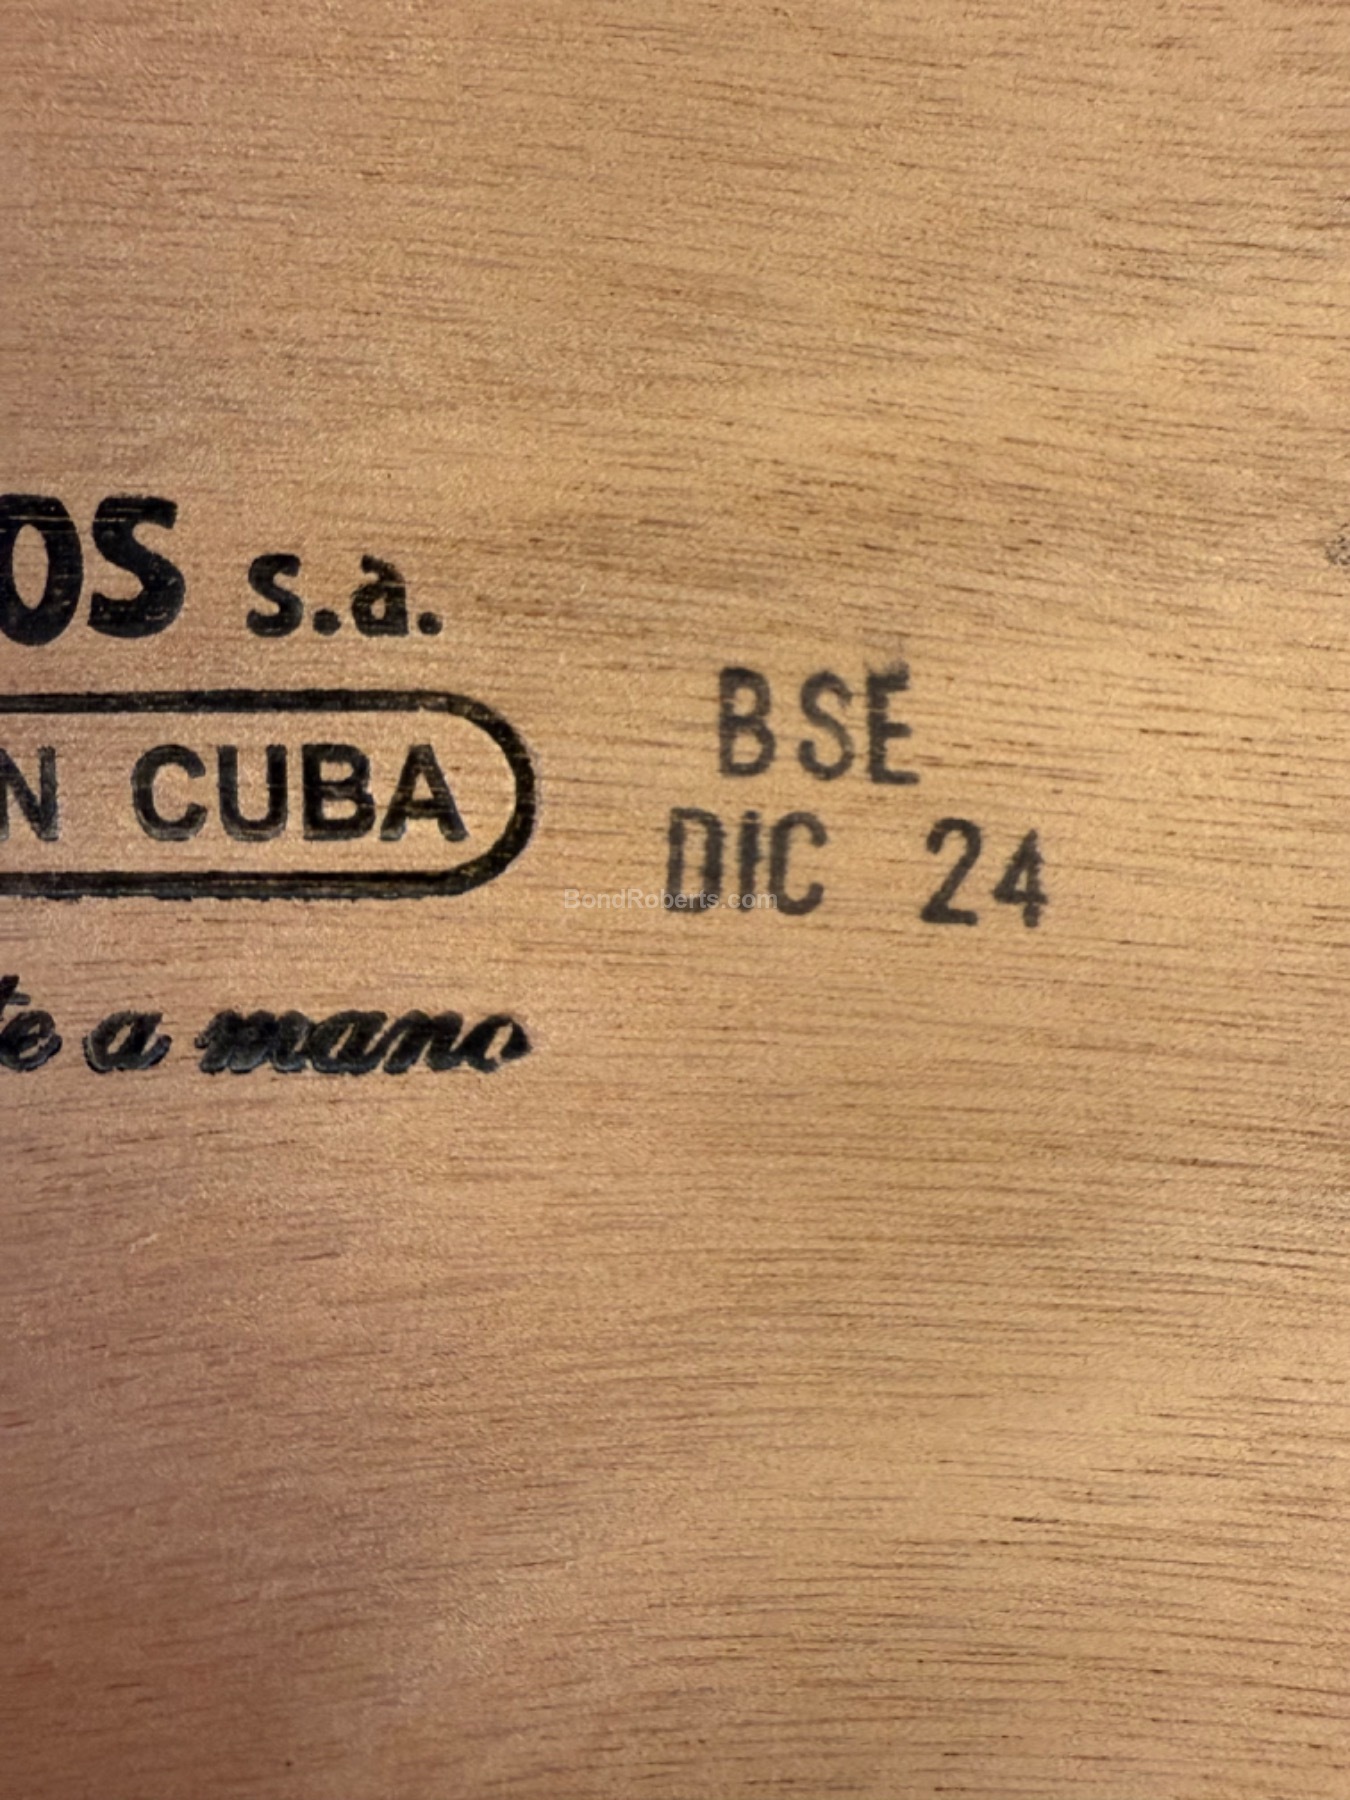 OS s.a.
N CUBA
BSE
DIC 24
BondRoberts.com
te a mano